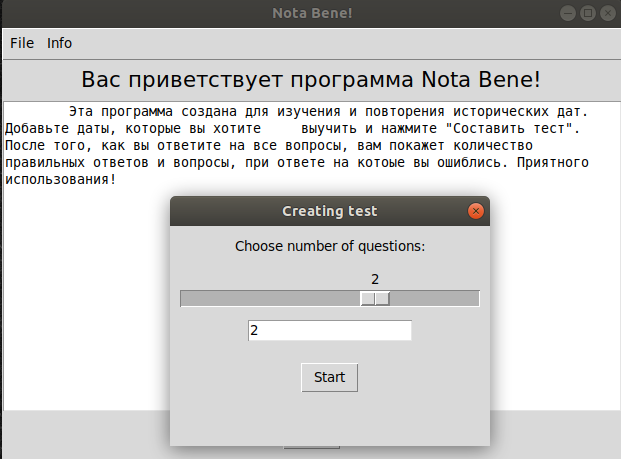 Nota Bene!
File Info
Вас приветствует программа Nota Bene!
Эта программа создана для изучения и повторения исторических дат.
Добавьте даты, которые вы хотите выучить и нажмите "Составить тест".
После того, как вы ответите на все вопросы, вам покажет количество
правильных ответов и вопросы, при ответе на котоые вы ошиблись. Приятного
использования!
Creating test
Choose number of questions:
2
2
Start